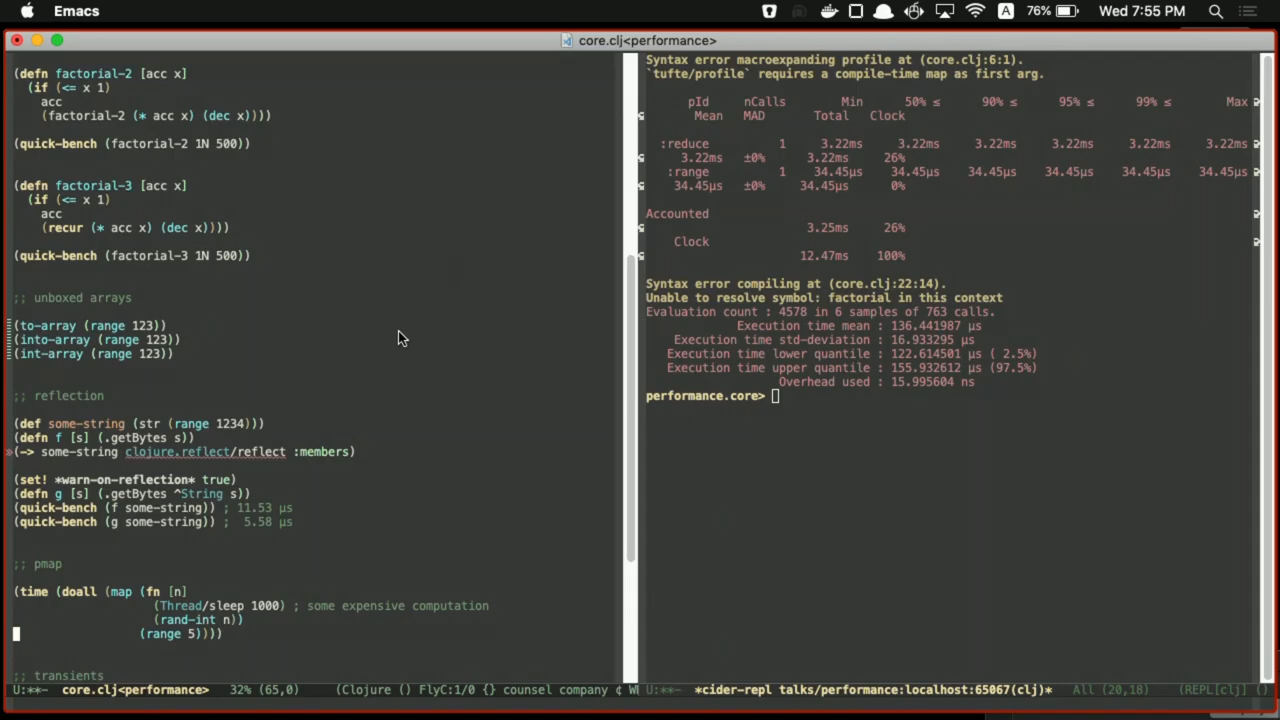 Emacs
A 76% Wed 7:55 PM
core.clj<performance>
(defn factorial-2 [acc x]
(if (<= x 1)
acc
(factorial-2 (* acc x) (dec x))))
(quick-bench (factorial-2 1N 500))
(defn factorial-3 [acc x]
(if (<= x 1)
acc
(recur (* acc x) (dec x))))
(quick-bench (factorial-3 1N 500))
;; unboxed arrays
(to-array (range 123))
(into-array (range 123))
(int-array (range 123))
;; reflection
(def some-string (str (range 1234)))
(defn f [s] (.getBytes s))
(-> some-string clojure.reflect/reflect :members)
(set! *warn-on-reflection* true)
(defn g [s] (.getBytes ^String s))
(quick-bench (f some-string)) ; 11.53 µs
(quick-bench (g some-string)) ;  5.58 µs
;; pmap
(time (doall (map (fn [n]
(Thread/sleep 1000) ; some expensive computation
(rand-int n))
(range 5))))
;; transients
U:**-  core.clj<performance>  32% (65,0)  (Clojure () FlyC:1/0 {} counsel company ¢ W
Syntax error macroexpanding profile at (core.clj:6:1).
`tufte/profile` requires a compile-time map as first arg.
pId nCalls Min 50% ≤ 90% ≤ 95% ≤ 99% ≤ Max
Mean MAD Total Clock
:reduce 1 3.22ms 3.22ms 3.22ms 3.22ms 3.22ms 3.22ms
3.22ms ±0% 3.22ms 26%
:range 1 34.45µs 34.45µs 34.45µs 34.45µs 34.45µs 34.45µs
34.45µs ±0% 34.45µs 0%
Accounted
3.25ms 26%
Clock
12.47ms 100%
Syntax error compiling at (core.clj:22:14).
Unable to resolve symbol: factorial in this context
Evaluation count : 4578 in 6 samples of 763 calls.
Execution time mean : 136.441987 µs
Execution time std-deviation : 16.933295 µs
Execution time lower quantile : 122.614501 µs ( 2.5%)
Execution time upper quantile : 155.932612 µs (97.5%)
Overhead used : 15.995604 ns
performance.core>
U:**-  *cider-repl talks/performance:localhost:65067(clj)*  All (20,18)  (REPL[clj] ()